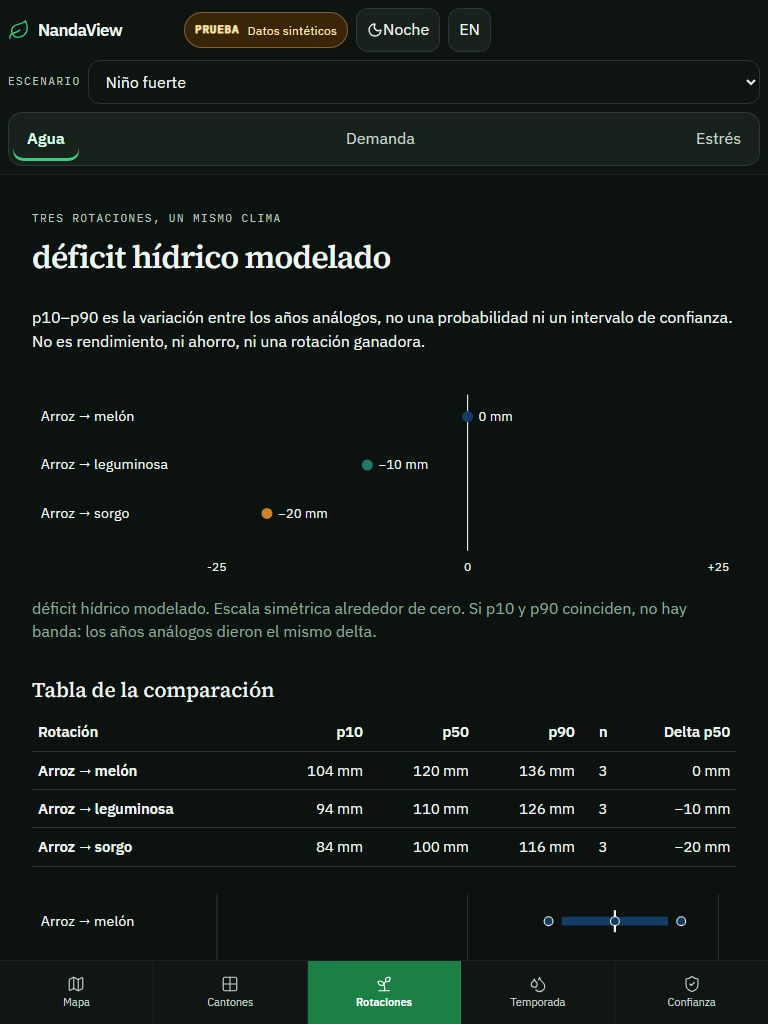 NandaView
PRUEBA Datos sintéticos
Noche
EN
ESCENARIO
Niño fuerte
Agua
Demanda
Estrés
TRES ROTACIONES, UN MISMO CLIMA
déficit hídrico modelado
p10–p90 es la variación entre los años análogos, no una probabilidad ni un intervalo de confianza.
No es rendimiento, ni ahorro, ni una rotación ganadora.
Arroz → melón 0 mm
Arroz → leguminosa −10 mm
Arroz → sorgo −20 mm
-25 0 +25
déficit hídrico modelado. Escala simétrica alrededor de cero. Si p10 y p90 coinciden, no hay
banda: los años análogos dieron el mismo delta.
Tabla de la comparación
Rotación p10 p50 p90 n Delta p50
Arroz → melón 104 mm 120 mm 136 mm 3 0 mm
Arroz → leguminosa 94 mm 110 mm 126 mm 3 −10 mm
Arroz → sorgo 84 mm 100 mm 116 mm 3 −20 mm
Arroz → melón
Mapa
Cantones
Rotaciones
Temporada
Confianza